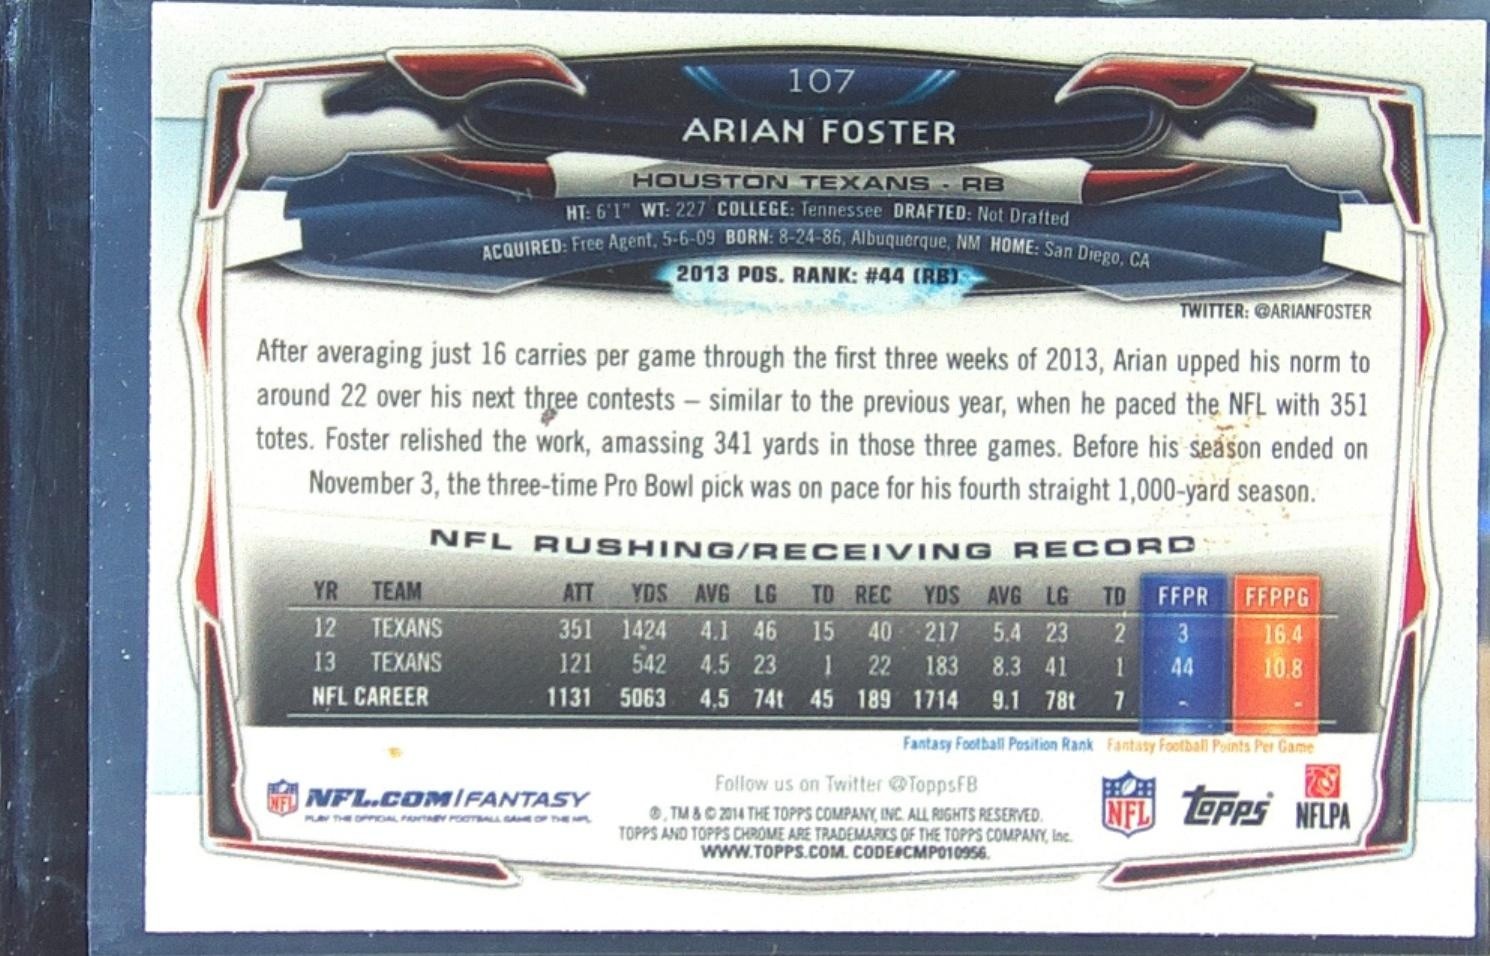 107
ARIAN FOSTER
HOUSTON TEXANS - RB
HT: 6'1" WT: 227 COLLEGE: Tennessee DRAFTED: Not Drafted
ACQUIRED: Free Agent, 5-6-09 BORN: 8-24-86, Albuquerque, NM HOME: San Diego, CA
2013 POS. RANK: #44 (RB)
TWITTER: @ARIANFOSTER
After averaging just 16 carries per game through the first three weeks of 2013, Arian upped his norm to
around 22 over his next three contests – similar to the previous year, when he paced the NFL with 351
totes. Foster relished the work, amassing 341 yards in those three games. Before his season ended on
November 3, the three-time Pro Bowl pick was on pace for his fourth straight 1,000-yard season.
NFL RUSHING/RECEIVING RECORD
YR TEAM ATT YDS AVG LG TD REC YDS AVG LG TD FFPR FFPPG
12 TEXANS 351 1424 4.1 46 15 40 217 5.4 23 2 3 16.4
13 TEXANS 121 542 4.5 23 1 22 183 8.3 41 1 44 10.8
NFL CAREER 1131 5063 4.5 74t 45 189 1714 9.1 78t 7 - -
Fantasy Football Position Rank Fantasy Football Points Per Game
NFL NFL.COM/FANTASY
PLAY THE OFFICIAL FANTASY FOOTBALL GAME OF THE NFL
Follow us on Twitter @ToppsFB
®, TM & © 2014 THE TOPPS COMPANY, INC. ALL RIGHTS RESERVED.
TOPPS AND TOPPS CHROME ARE TRADEMARKS OF THE TOPPS COMPANY, Inc.
WWW.TOPPS.COM. CODE#CMP010956.
NFL Topps NFLPA